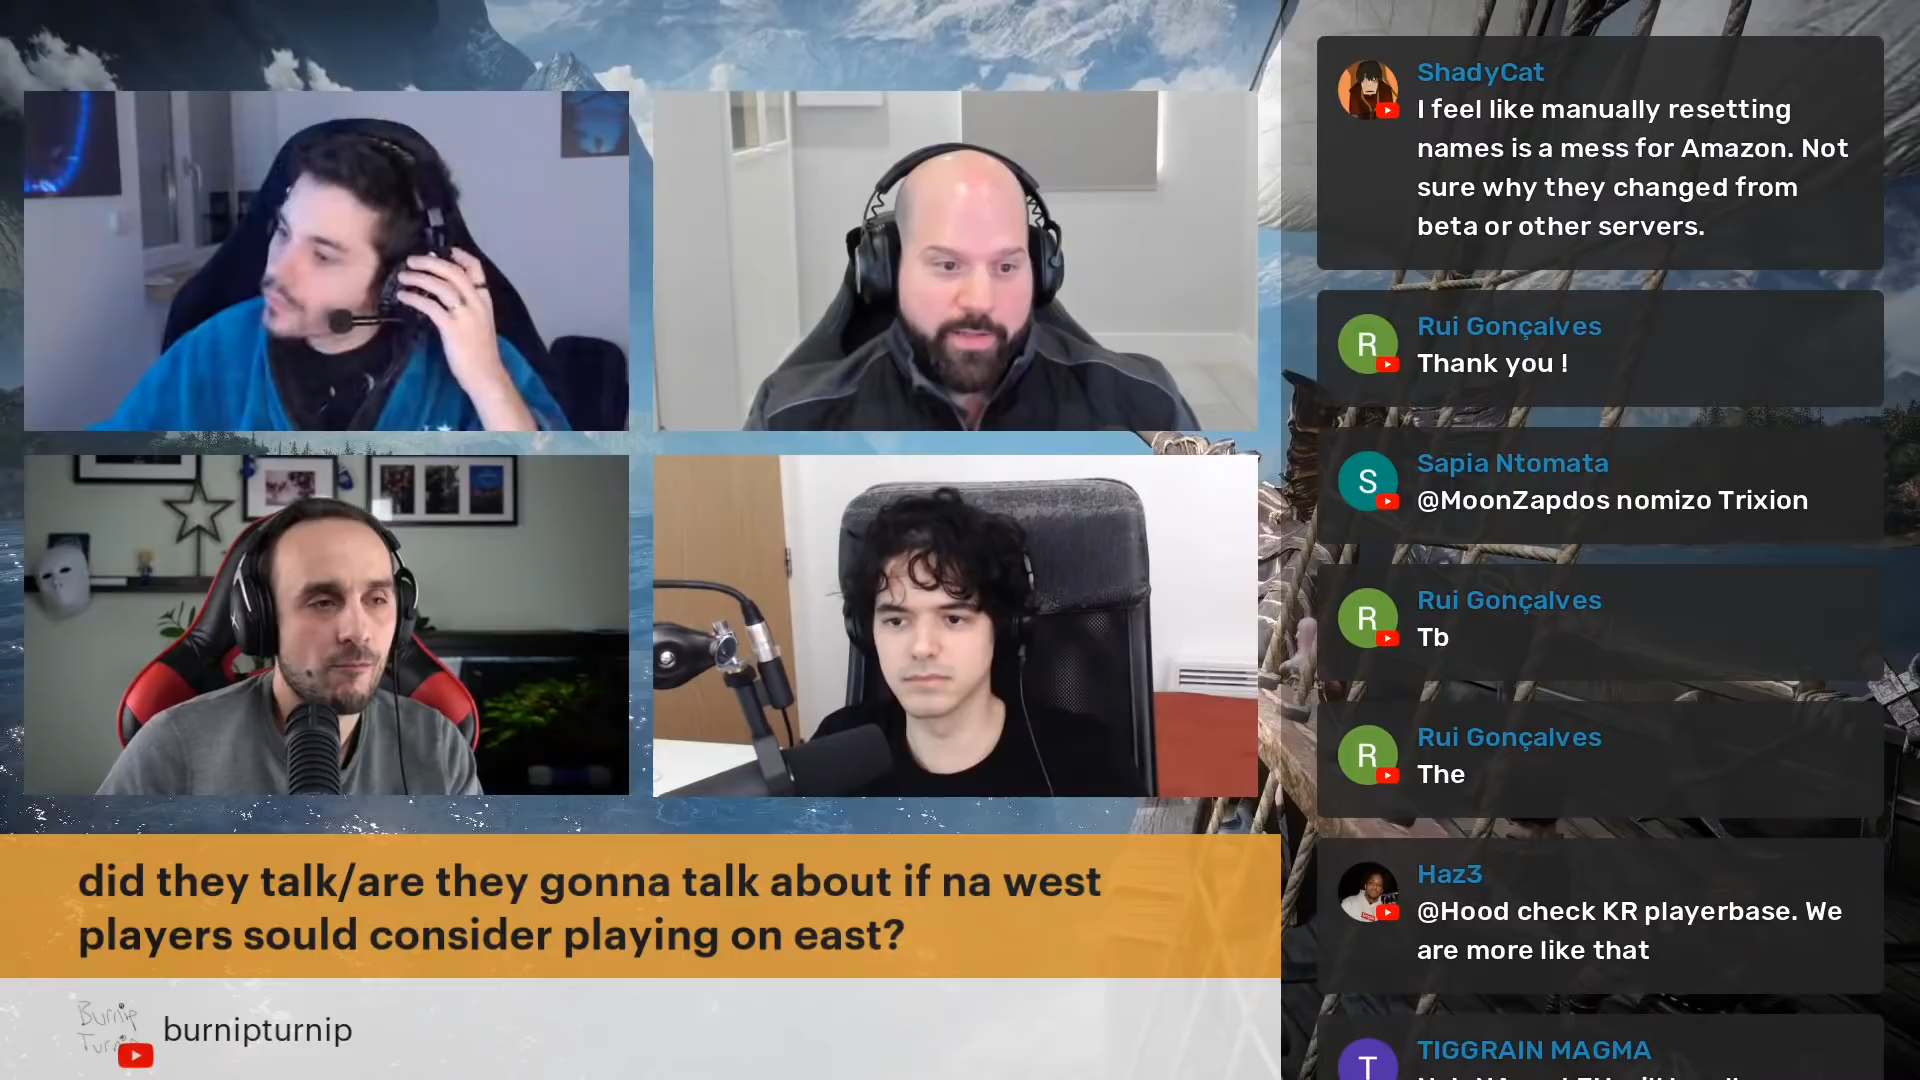 ShadyCat
I feel like manually resetting
names is a mess for Amazon. Not
sure why they changed from
beta or other servers.
R
Rui Gonçalves
Thank you !
S
Sapia Ntomata
@MoonZapdos nomizo Trixion
R
Rui Gonçalves
Tb
R
Rui Gonçalves
The
Haz3
@Hood check KR playerbase. We
are more like that
T
TIGGRAIN MAGMA
did they talk/are they gonna talk about if na west
players sould consider playing on east?
Burnip
Turnip
burnipturnip